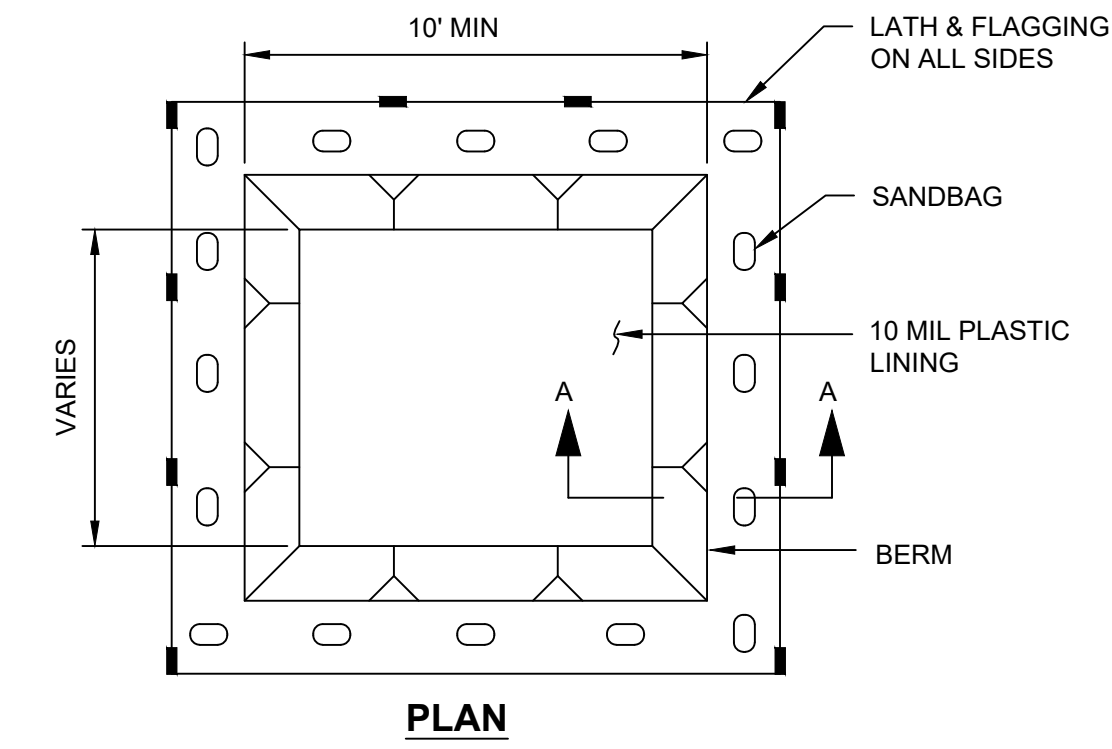 10' MIN
LATH & FLAGGING
ON ALL SIDES
SANDBAG
10 MIL PLASTIC
LINING
VARIES
A
A
BERM
PLAN